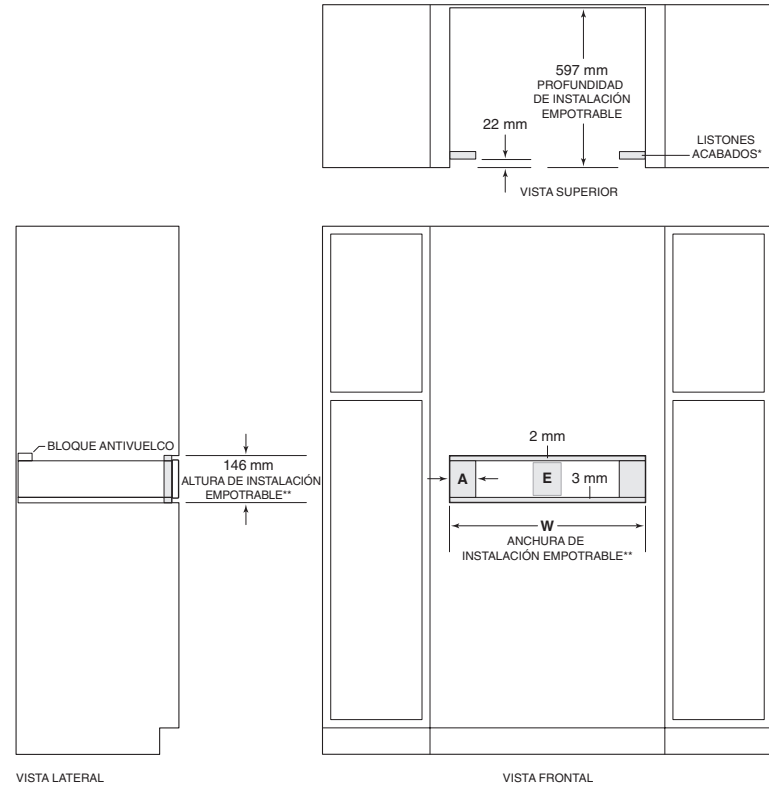 597 mm
PROFUNDIDAD
DE INSTALACIÓN
EMPOTRABLE
22 mm
LISTONES
ACABADOS*
VISTA SUPERIOR
BLOQUE ANTIVUELCO
146 mm
ALTURA DE INSTALACIÓN
EMPOTRABLE**
2 mm
A
E
3 mm
W
ANCHURA DE
INSTALACIÓN EMPOTRABLE**
VISTA LATERAL
VISTA FRONTAL